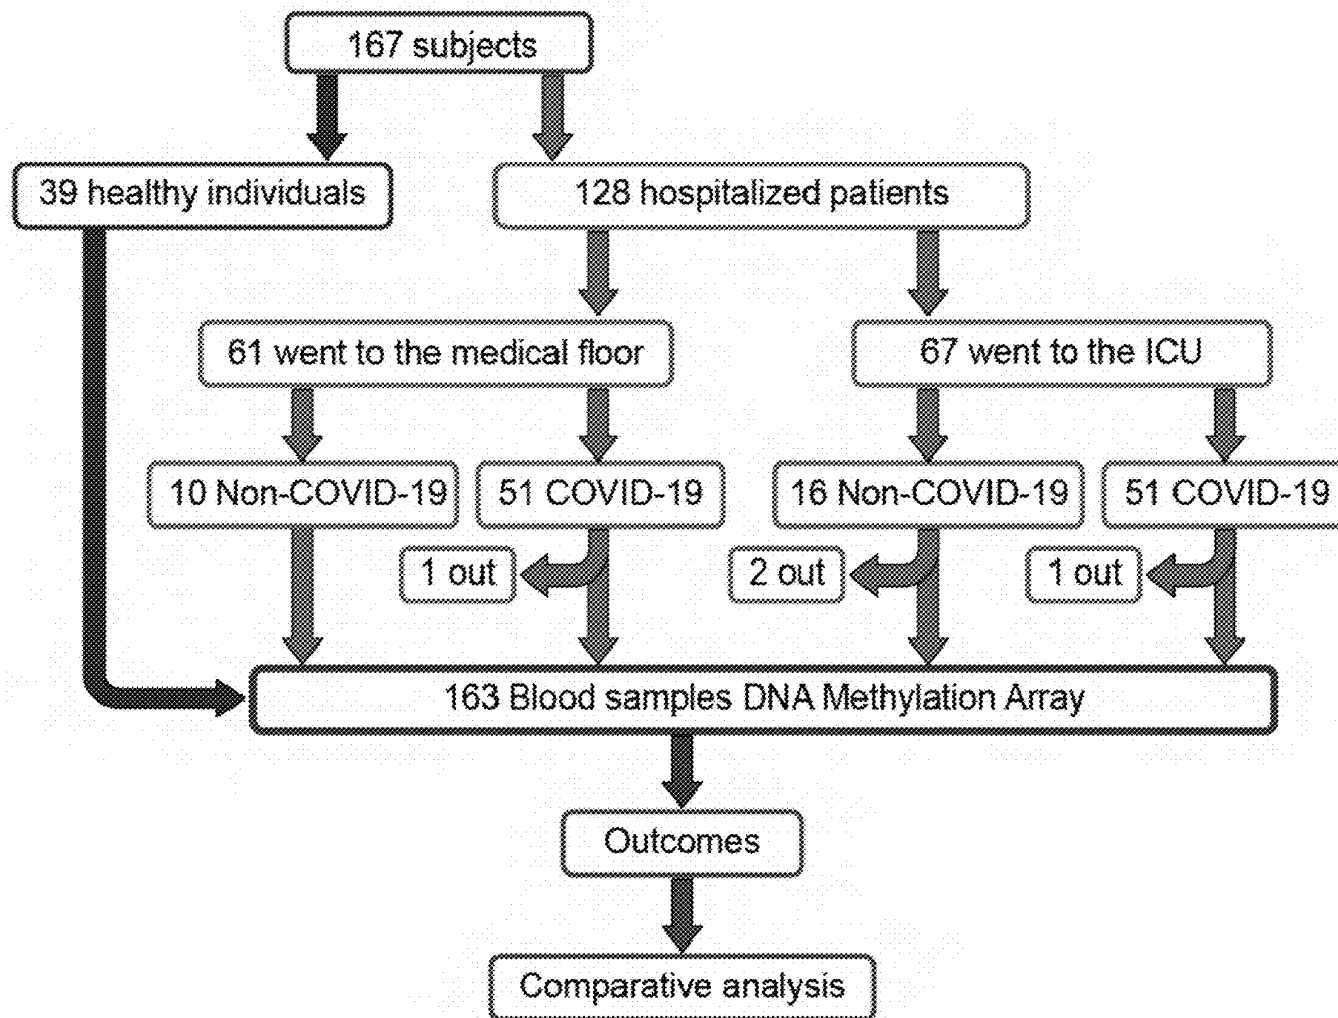 167 subjects
39 healthy individuals
128 hospitalized patients
61 went to the medical floor
67 went to the ICU
10 Non-COVID-19
51 COVID-19
16 Non-COVID-19
51 COVID-19
1 out
2 out
1 out
163 Blood samples DNA Methylation Array
Outcomes
Comparative analysis